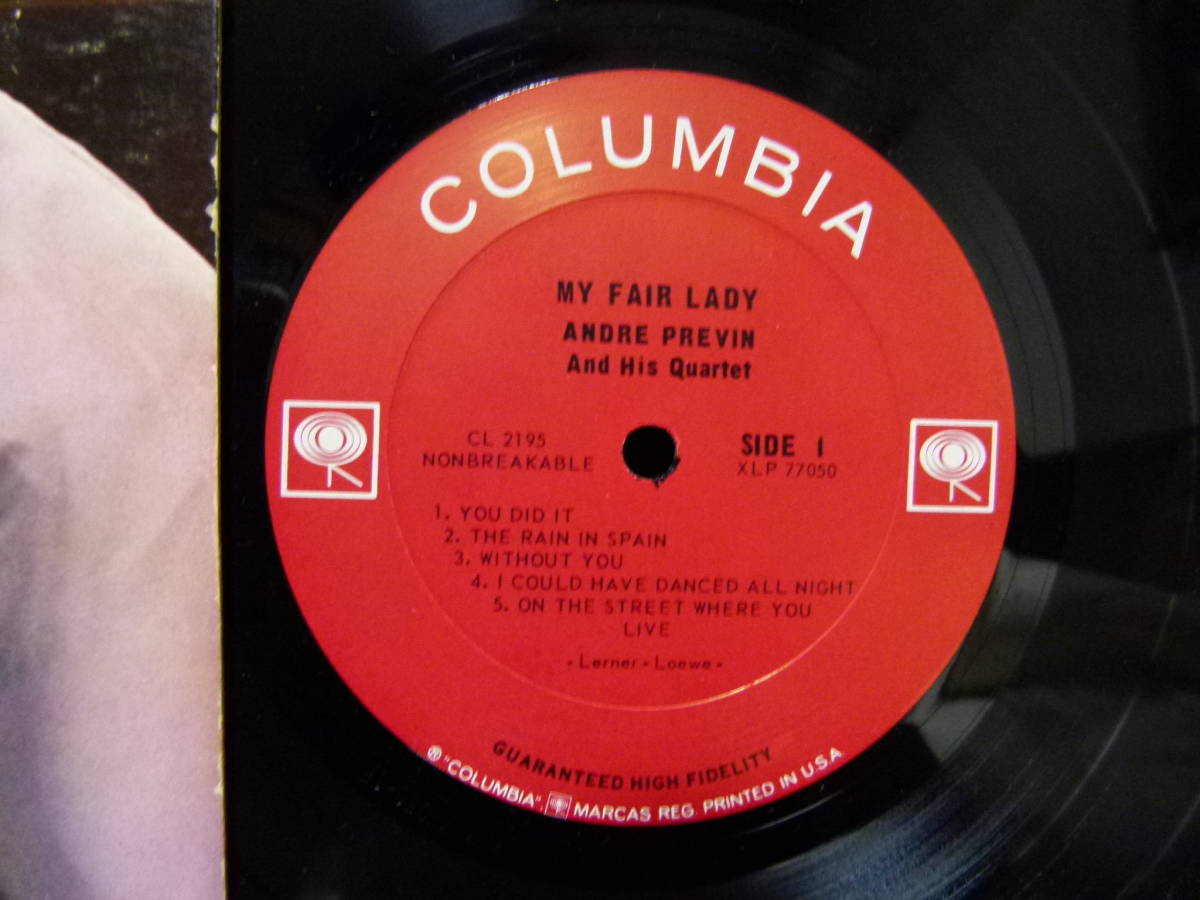 COLUMBIA
MY FAIR LADY
ANDRE PREVIN
And His Quartet
CL 2195
NONBREAKABLE
SIDE 1
XLP 77050
1. YOU DID IT
2. THE RAIN IN SPAIN
3. WITHOUT YOU
4. I COULD HAVE DANCED ALL NIGHT
5. ON THE STREET WHERE YOU
LIVE
- Lerner - Loewe -
GUARANTEED HIGH FIDELITY
® "COLUMBIA", MARCAS REG. PRINTED IN U.S.A.